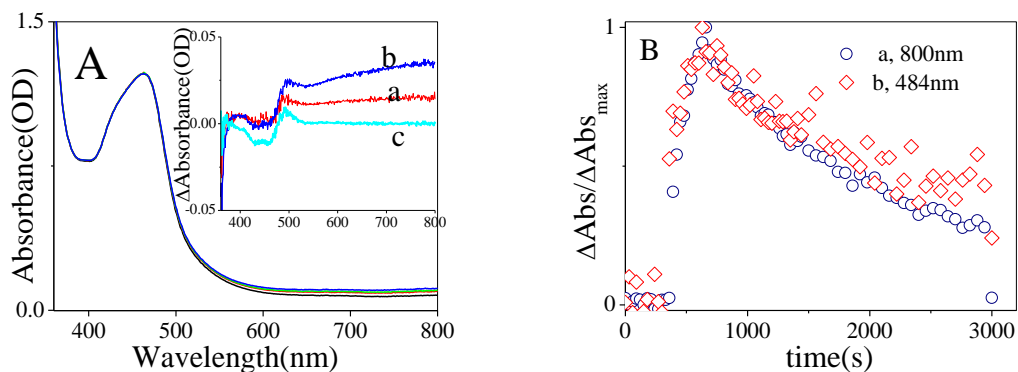 A
Absorbance(OD)
1.5
0.0
400
500
600
700
800
Wavelength(nm)
ΔAbsorbance(OD)
0.05
0.00
-0.05
400
500
600
700
800
b
a
c
B
ΔAbs/ΔAbsmax
1
0
0
1000
2000
3000
time(s)
a, 800nm
b, 484nm